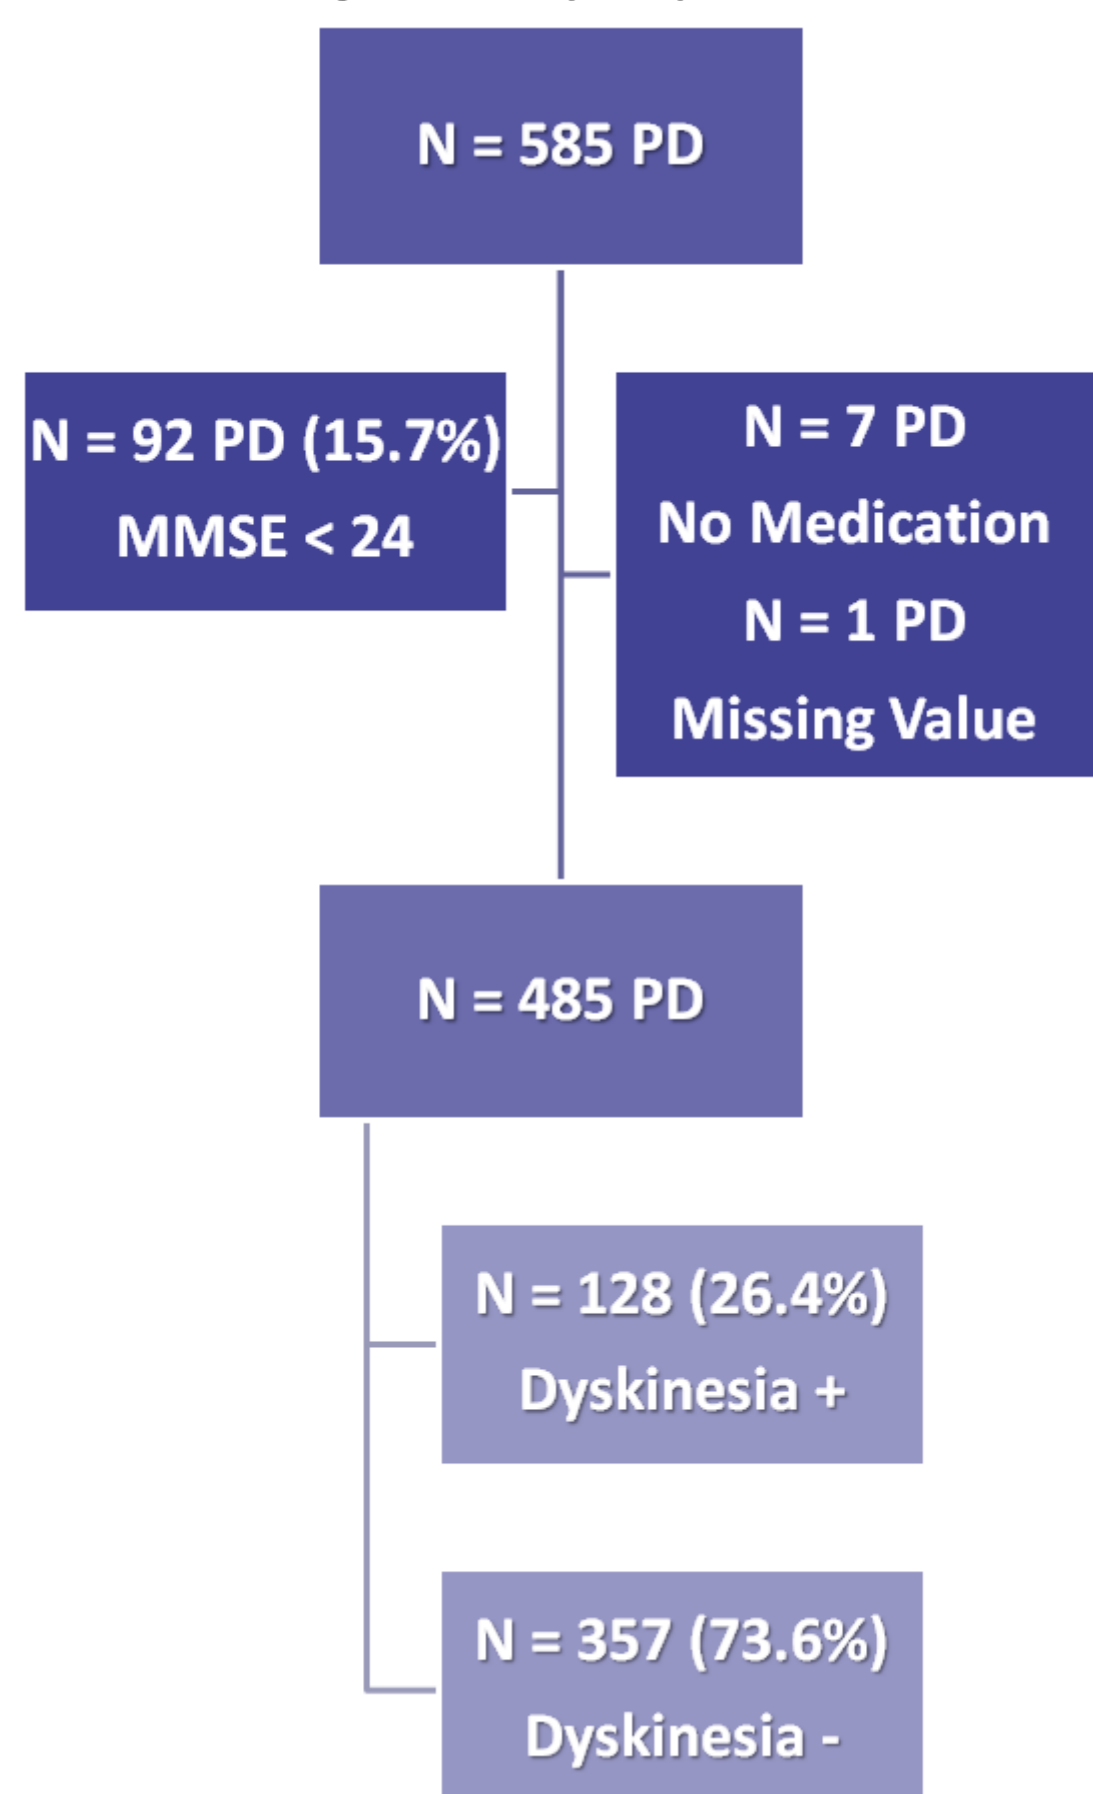 N = 585 PD
N = 92 PD (15.7%)
MMSE < 24
N = 7 PD
No Medication
N = 1 PD
Missing Value
N = 485 PD
N = 128 (26.4%)
Dyskinesia +
N = 357 (73.6%)
Dyskinesia -